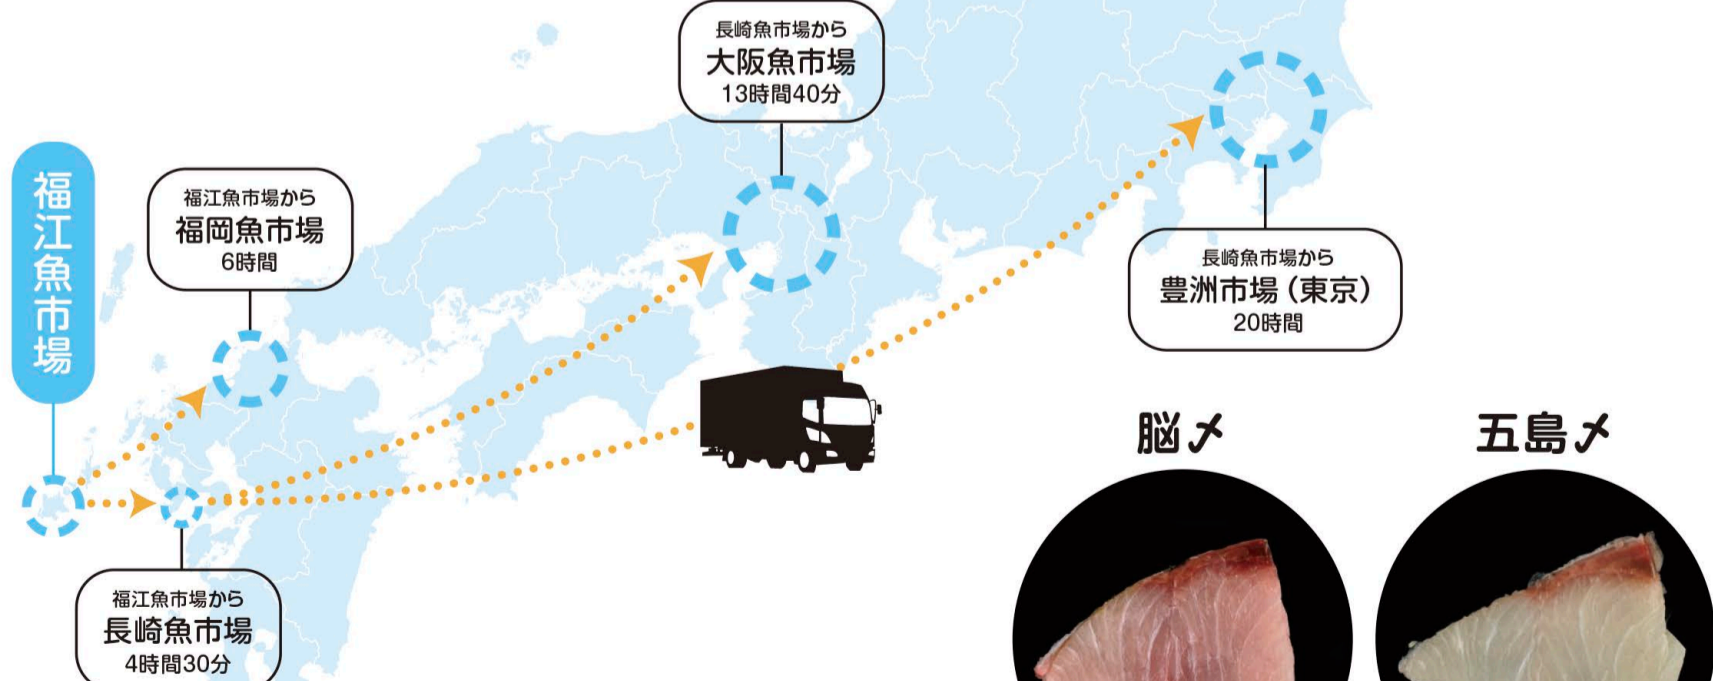 長崎魚市場から
大阪魚市場
13時間40分
福江魚市場
福江魚市場から
福岡魚市場
6時間
長崎魚市場から
豊洲市場（東京）
20時間
脳〆
五島〆
福江魚市場から
長崎魚市場
4時間30分